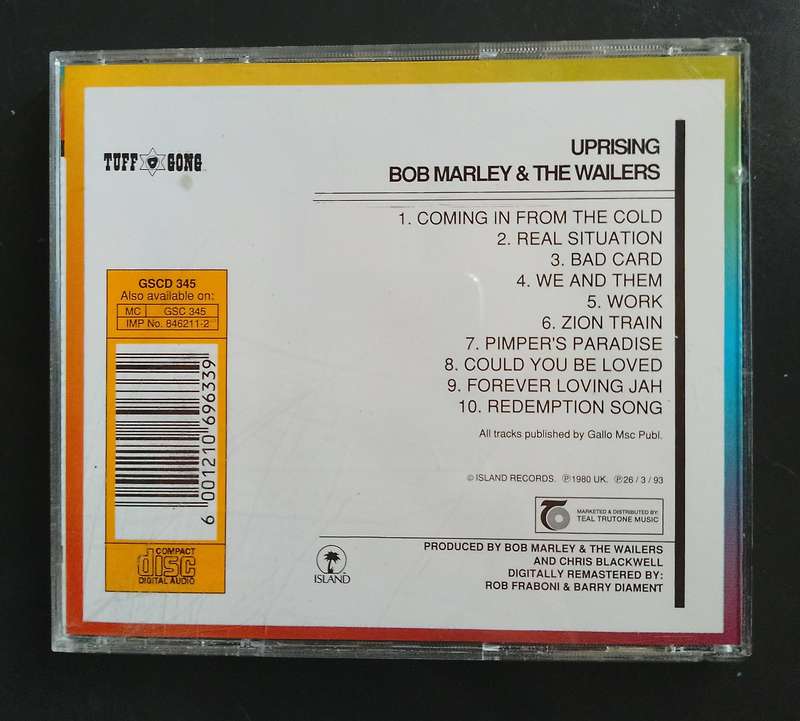 TUFF GONG
UPRISING
BOB MARLEY & THE WAILERS
1. COMING IN FROM THE COLD
2. REAL SITUATION
3. BAD CARD
4. WE AND THEM
5. WORK
6. ZION TRAIN
7. PIMPER'S PARADISE
8. COULD YOU BE LOVED
9. FOREVER LOVING JAH
10. REDEMPTION SONG
All tracks published by Gallo Msc Publ.
© ISLAND RECORDS. ℗1980 UK. ℗26 / 3 / 93
MARKETED & DISTRIBUTED BY:
TEAL TRUTONE MUSIC
PRODUCED BY BOB MARLEY & THE WAILERS
AND CHRIS BLACKWELL
DIGITALLY REMASTERED BY:
ROB FRABONI & BARRY DIAMENT
ISLAND
GSCD 345
Also available on:
MC GSC 345
IMP No. 846211-2
6 001210 696339
COMPACT
disc
DIGITAL AUDIO